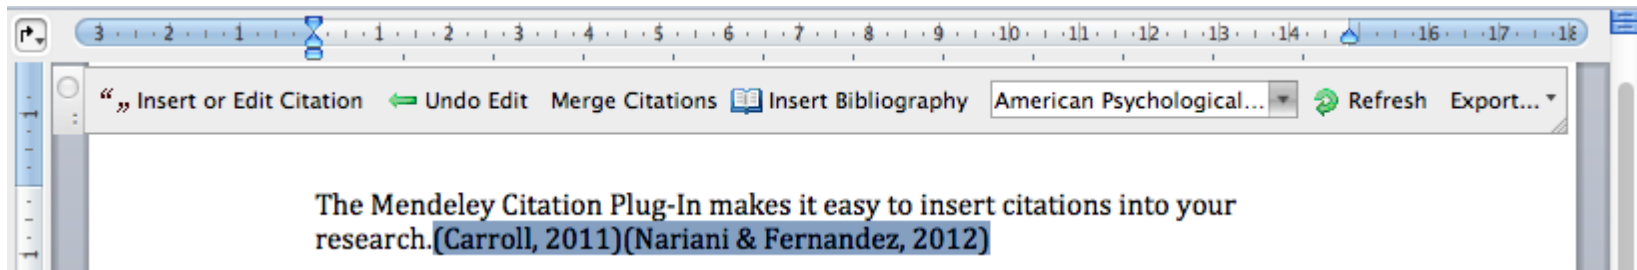 3 2 1 1 2 3 4 5 6 7 8 9 10 11 12 13 14 16 17 18
“ „ Insert or Edit Citation Undo Edit Merge Citations Insert Bibliography American Psychological... Refresh Export...
1
The Mendeley Citation Plug-In makes it easy to insert citations into your
research.(Carroll, 2011)(Nariani & Fernandez, 2012)
1